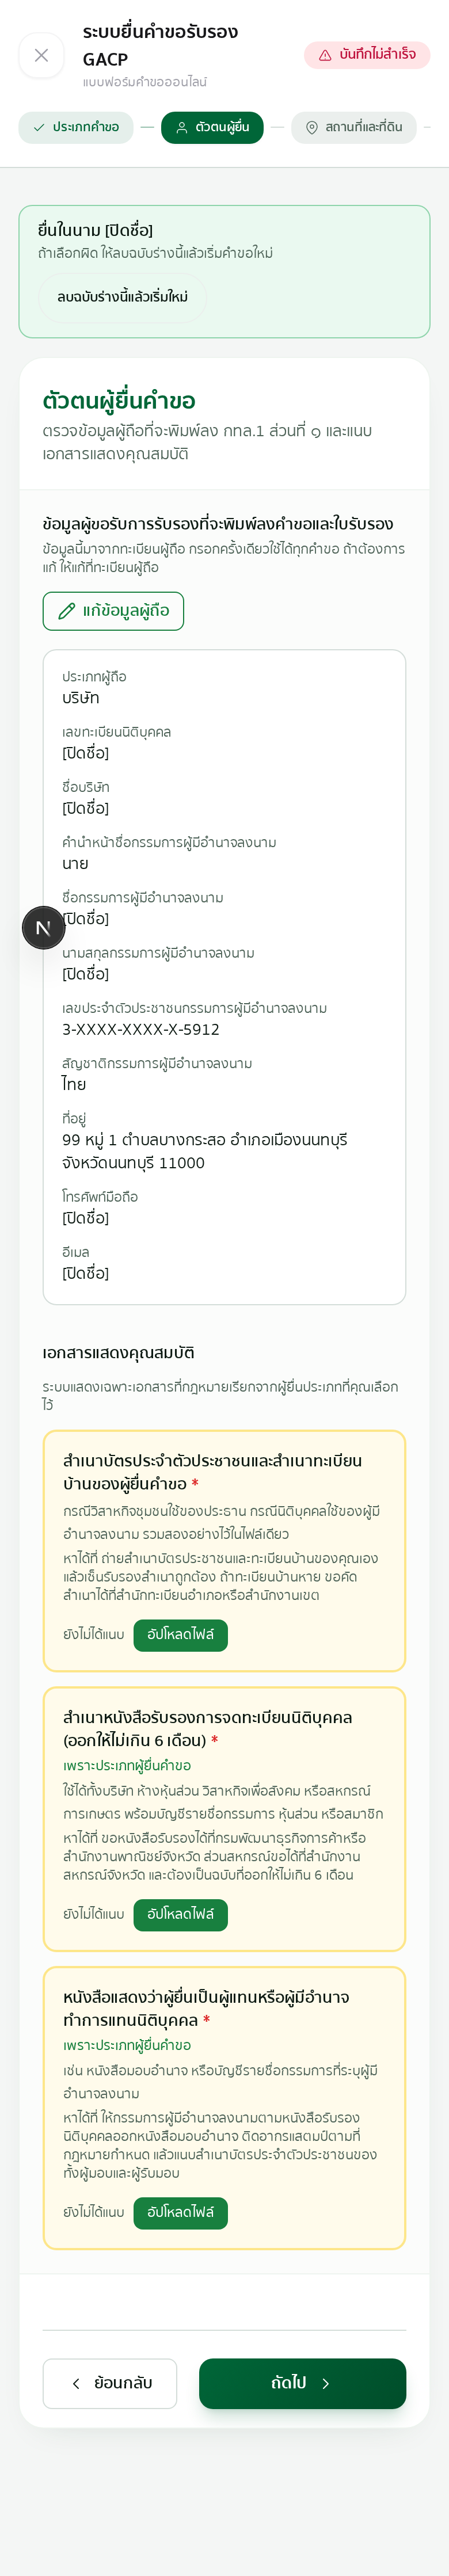 ระบบยื่นคำขอรับรอง
GACP
แบบฟอร์มคำขอออนไลน์
บันทึกไม่สำเร็จ
ประเภทคำขอ
ตัวตนผู้ยื่น
สถานที่และที่ดิน
ยื่นในนาม [ปิดชื่อ]
ถ้าเลือกผิด ให้ลบฉบับร่างนี้แล้วเริ่มคำขอใหม่
ลบฉบับร่างนี้แล้วเริ่มใหม่
ตัวตนผู้ยื่นคำขอ
ตรวจข้อมูลผู้ถือที่จะพิมพ์ลง กทล.1 ส่วนที่ ๑ และแนบ
เอกสารแสดงคุณสมบัติ
ข้อมูลผู้ขอรับการรับรองที่จะพิมพ์ลงคำขอและใบรับรอง
ข้อมูลนี้มาจากทะเบียนผู้ถือ กรอกครั้งเดียวใช้ได้ทุกคำขอ ถ้าต้องการ
แก้ ให้แก้ที่ทะเบียนผู้ถือ
แก้ข้อมูลผู้ถือ
ประเภทผู้ถือ
บริษัท
เลขทะเบียนนิติบุคคล
[ปิดชื่อ]
ชื่อบริษัท
[ปิดชื่อ]
คำนำหน้าชื่อกรรมการผู้มีอำนาจลงนาม
นาย
ชื่อกรรมการผู้มีอำนาจลงนาม
[ปิดชื่อ]
N
นามสกุลกรรมการผู้มีอำนาจลงนาม
[ปิดชื่อ]
เลขประจำตัวประชาชนกรรมการผู้มีอำนาจลงนาม
3-XXXX-XXXX-X-5912
สัญชาติกรรมการผู้มีอำนาจลงนาม
ไทย
ที่อยู่
99 หมู่ 1 ตำบลบางกระสอ อำเภอเมืองนนทบุรี
จังหวัดนนทบุรี 11000
โทรศัพท์มือถือ
[ปิดชื่อ]
อีเมล
[ปิดชื่อ]
เอกสารแสดงคุณสมบัติ
ระบบแสดงเฉพาะเอกสารที่กฎหมายเรียกจากผู้ยื่นประเภทที่คุณเลือก
ไว้
สำเนาบัตรประจำตัวประชาชนและสำเนาทะเบียน
บ้านของผู้ยื่นคำขอ *
กรณีวิสาหกิจชุมชนใช้ของประธาน กรณีนิติบุคคลใช้ของผู้มี
อำนาจลงนาม รวมสองอย่างไว้ในไฟล์เดียว
หาได้ที่ ถ่ายสำเนาบัตรประชาชนและทะเบียนบ้านของคุณเอง
แล้วเซ็นรับรองสำเนาถูกต้อง ถ้าทะเบียนบ้านหาย ขอคัด
สำเนาได้ที่สำนักทะเบียนอำเภอหรือสำนักงานเขต
ยังไม่ได้แนบ อัปโหลดไฟล์
สำเนาหนังสือรับรองการจดทะเบียนนิติบุคคล
(ออกให้ไม่เกิน 6 เดือน) *
เพราะประเภทผู้ยื่นคำขอ
ใช้ได้ทั้งบริษัท ห้างหุ้นส่วน วิสาหกิจเพื่อสังคม หรือสหกรณ์
การเกษตร พร้อมบัญชีรายชื่อกรรมการ หุ้นส่วน หรือสมาชิก
หาได้ที่ ขอหนังสือรับรองได้ที่กรมพัฒนาธุรกิจการค้าหรือ
สำนักงานพาณิชย์จังหวัด ส่วนสหกรณ์ขอได้ที่สำนักงาน
สหกรณ์จังหวัด และต้องเป็นฉบับที่ออกให้ไม่เกิน 6 เดือน
ยังไม่ได้แนบ อัปโหลดไฟล์
หนังสือแสดงว่าผู้ยื่นเป็นผู้แทนหรือผู้มีอำนาจ
ทำการแทนนิติบุคคล *
เพราะประเภทผู้ยื่นคำขอ
เช่น หนังสือมอบอำนาจ หรือบัญชีรายชื่อกรรมการที่ระบุผู้มี
อำนาจลงนาม
หาได้ที่ ให้กรรมการผู้มีอำนาจลงนามตามหนังสือรับรอง
นิติบุคคลออกหนังสือมอบอำนาจ ติดอากรแสตมป์ตามที่
กฎหมายกำหนด แล้วแนบสำเนาบัตรประจำตัวประชาชนของ
ทั้งผู้มอบและผู้รับมอบ
ยังไม่ได้แนบ อัปโหลดไฟล์
ย้อนกลับ
ถัดไป